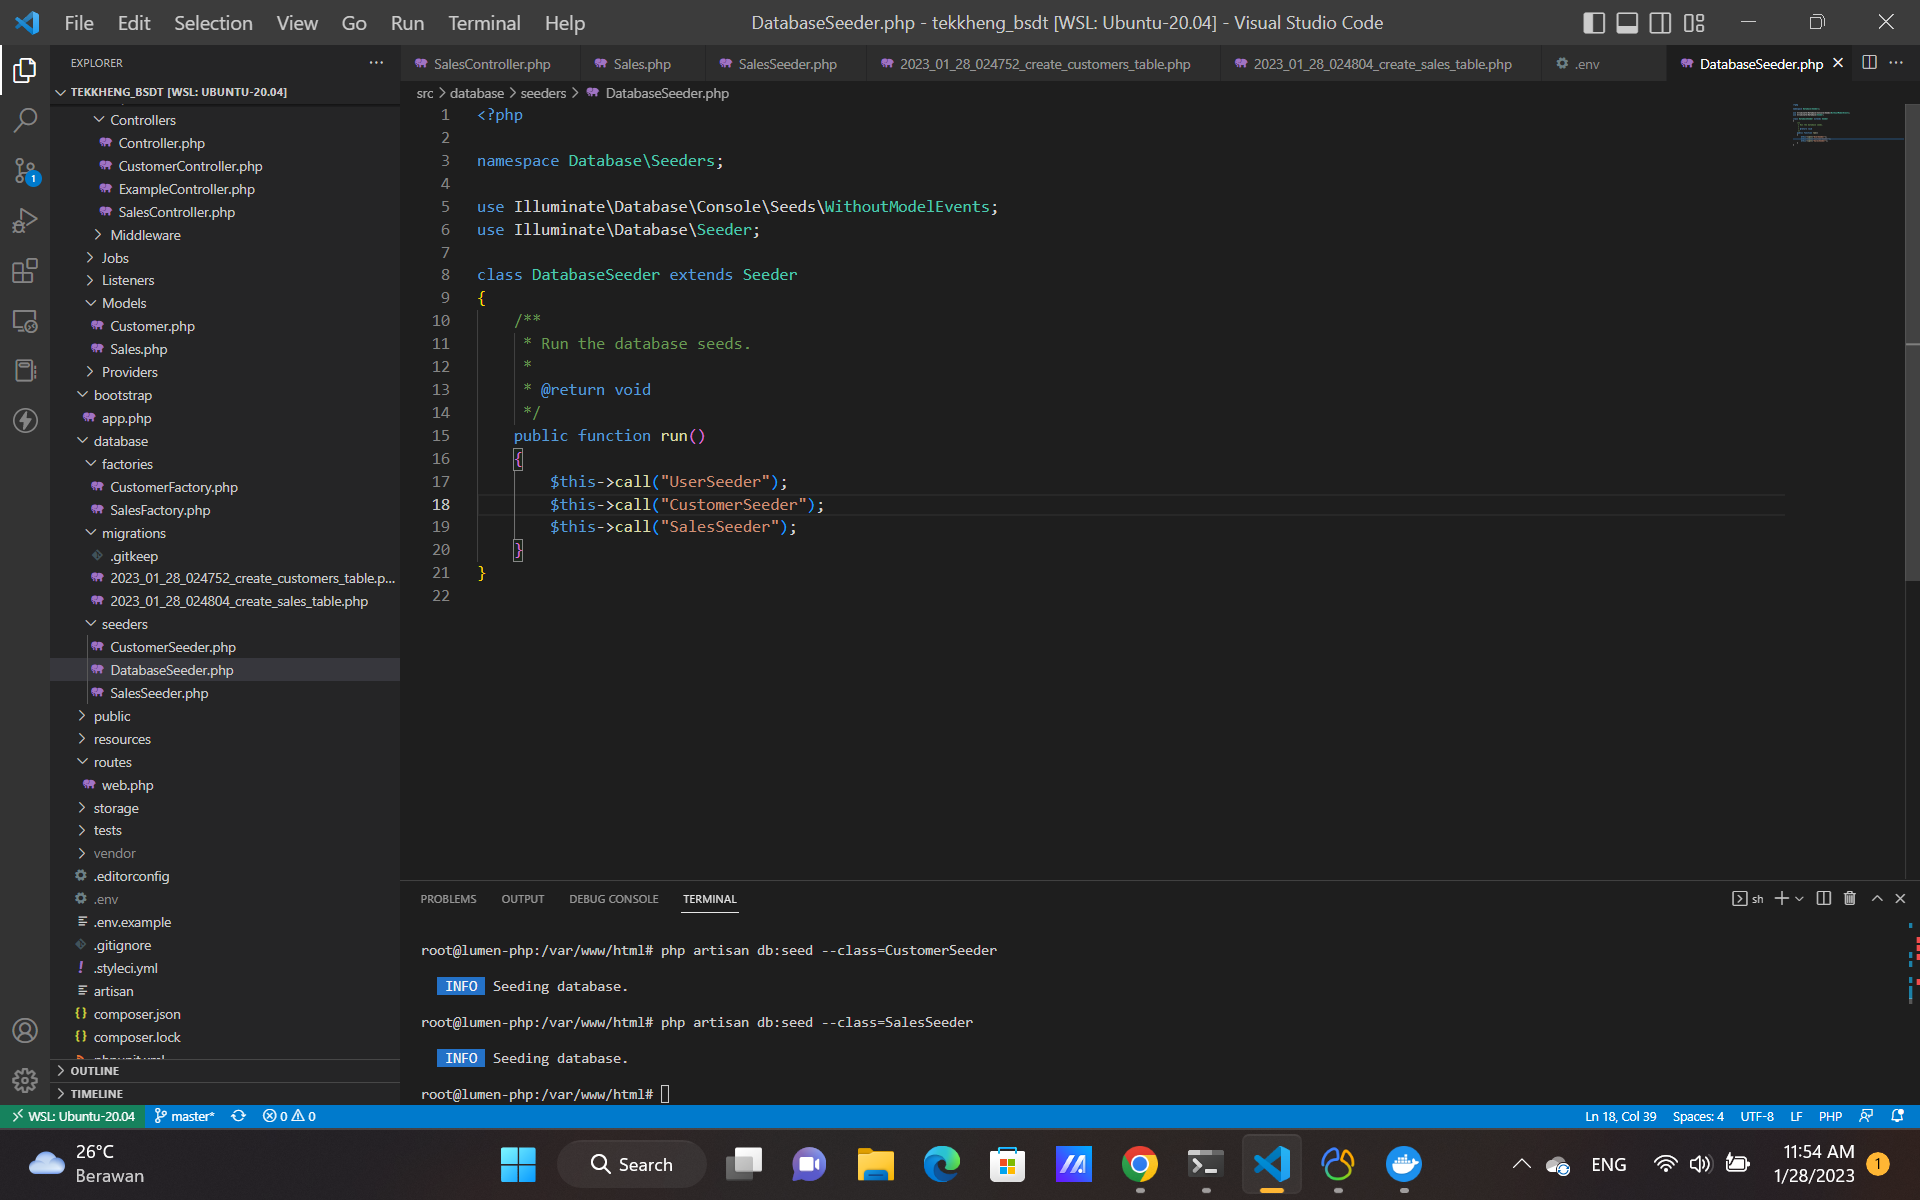 File Edit Selection View Go Run Terminal Help
DatabaseSeeder.php - tekkheng_bsdt [WSL: Ubuntu-20.04] - Visual Studio Code
EXPLORER
SalesController.php
Sales.php
SalesSeeder.php
2023_01_28_024752_create_customers_table.php
2023_01_28_024804_create_sales_table.php
.env
DatabaseSeeder.php
TEKKHENG_BSDT [WSL: UBUNTU-20.04]
Controllers
Controller.php
CustomerController.php
ExampleController.php
SalesController.php
Middleware
Jobs
Listeners
Models
Customer.php
Sales.php
Providers
bootstrap
app.php
database
factories
CustomerFactory.php
SalesFactory.php
migrations
.gitkeep
2023_01_28_024752_create_customers_table.p...
2023_01_28_024804_create_sales_table.php
seeders
CustomerSeeder.php
DatabaseSeeder.php
SalesSeeder.php
public
resources
routes
web.php
storage
tests
vendor
.editorconfig
.env
.env.example
.gitignore
.styleci.yml
artisan
composer.json
composer.lock
OUTLINE
TIMELINE
src > database > seeders > DatabaseSeeder.php
1 <?php
2
3 namespace Database\Seeders;
4
5 use Illuminate\Database\Console\Seeds\WithoutModelEvents;
6 use Illuminate\Database\Seeder;
7
8 class DatabaseSeeder extends Seeder
9 {
10 /**
11 * Run the database seeds.
12 *
13 * @return void
14 */
15 public function run()
16 {
17 $this->call("UserSeeder");
18 $this->call("CustomerSeeder");
19 $this->call("SalesSeeder");
20 }
21 }
22
PROBLEMS OUTPUT DEBUG CONSOLE TERMINAL
sh
root@lumen-php:/var/www/html# php artisan db:seed --class=CustomerSeeder
INFO Seeding database.
root@lumen-php:/var/www/html# php artisan db:seed --class=SalesSeeder
INFO Seeding database.
root@lumen-php:/var/www/html#
1
WSL: Ubuntu-20.04 master* 0 0
Ln 18, Col 39 Spaces: 4 UTF-8 LF PHP
26°C
Berawan
Search
ENG
11:54 AM
1/28/2023
1